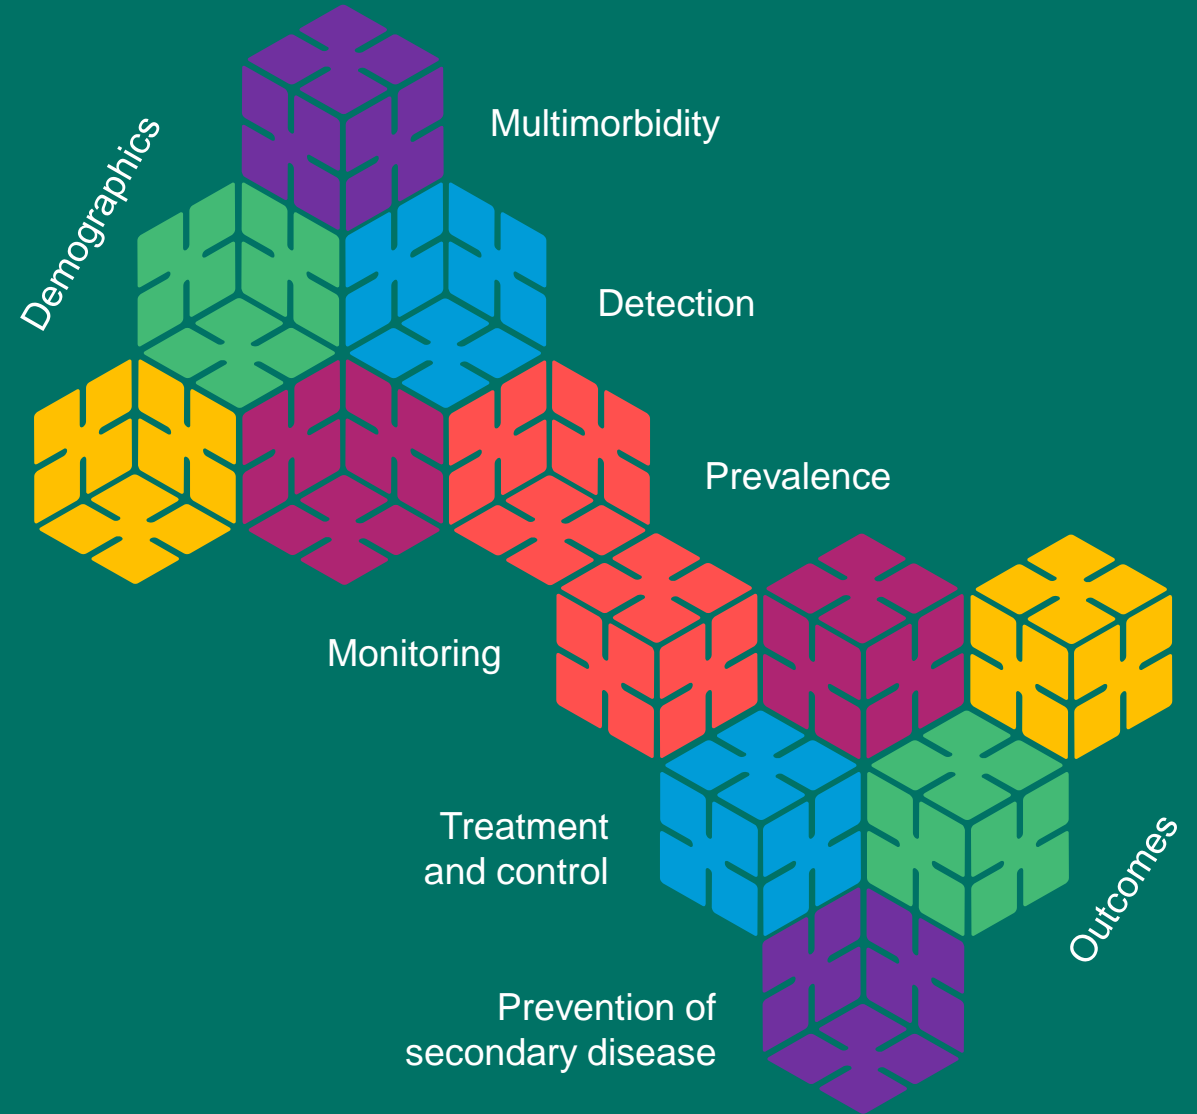 Multimorbidity
Demographics
Detection
Prevalence
Monitoring
Treatment
and control
Outcomes
Prevention of
secondary disease